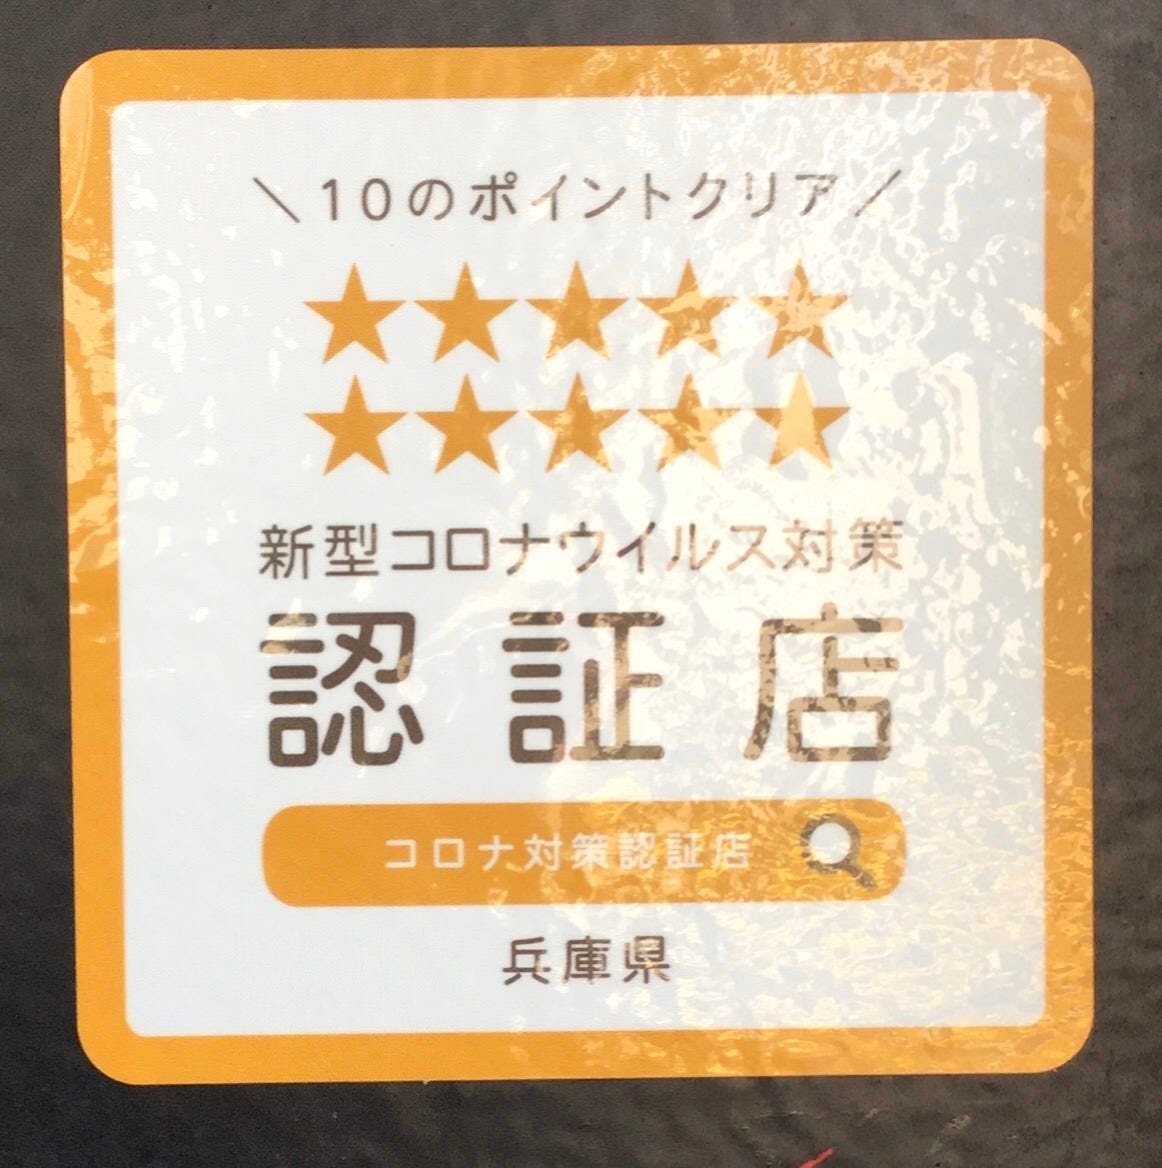 ＼10のポイントクリア／
★★★★★
★★★★★
新型コロナウイルス対策
認証店
コロナ対策認証店
兵庫県